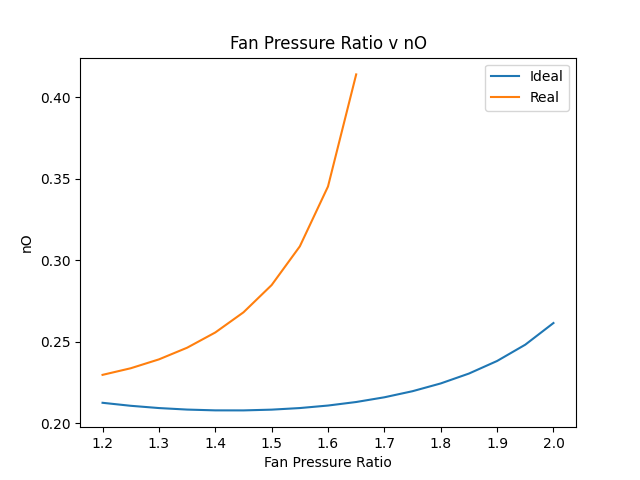 Fan Pressure Ratio v nO
Ideal
Real
nO
0.40
0.35
0.30
0.25
0.20
1.2 1.3 1.4 1.5 1.6 1.7 1.8 1.9 2.0
Fan Pressure Ratio